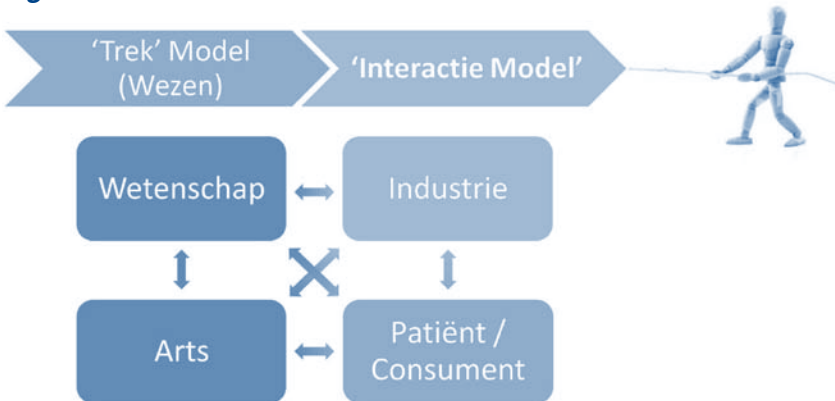 'Trek' Model
(Wezen)
'Interactie Model'
Wetenschap
Industrie
Arts
Patiënt /
Consument